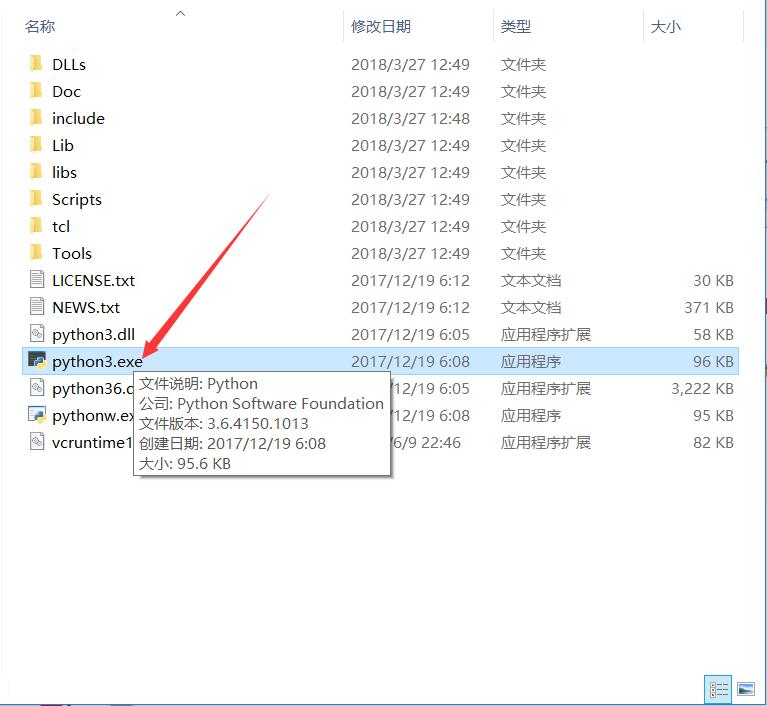 名称 修改日期 类型 大小
DLLs 2018/3/27 12:49 文件夹
Doc 2018/3/27 12:49 文件夹
include 2018/3/27 12:48 文件夹
Lib 2018/3/27 12:49 文件夹
libs 2018/3/27 12:49 文件夹
Scripts 2018/3/27 12:49 文件夹
tcl 2018/3/27 12:49 文件夹
Tools 2018/3/27 12:49 文件夹
LICENSE.txt 2017/12/19 6:12 文本文档 30 KB
NEWS.txt 2017/12/19 6:12 文本文档 371 KB
python3.dll 2017/12/19 6:05 应用程序扩展 58 KB
python3.exe 2017/12/19 6:08 应用程序 96 KB
python36.d /12/19 6:05 应用程序扩展 3,222 KB
pythonw.ex /12/19 6:08 应用程序 95 KB
vcruntime1 /6/9 22:46 应用程序扩展 82 KB
文件说明: Python
公司: Python Software Foundation
文件版本: 3.6.4150.1013
创建日期: 2017/12/19 6:08
大小: 95.6 KB